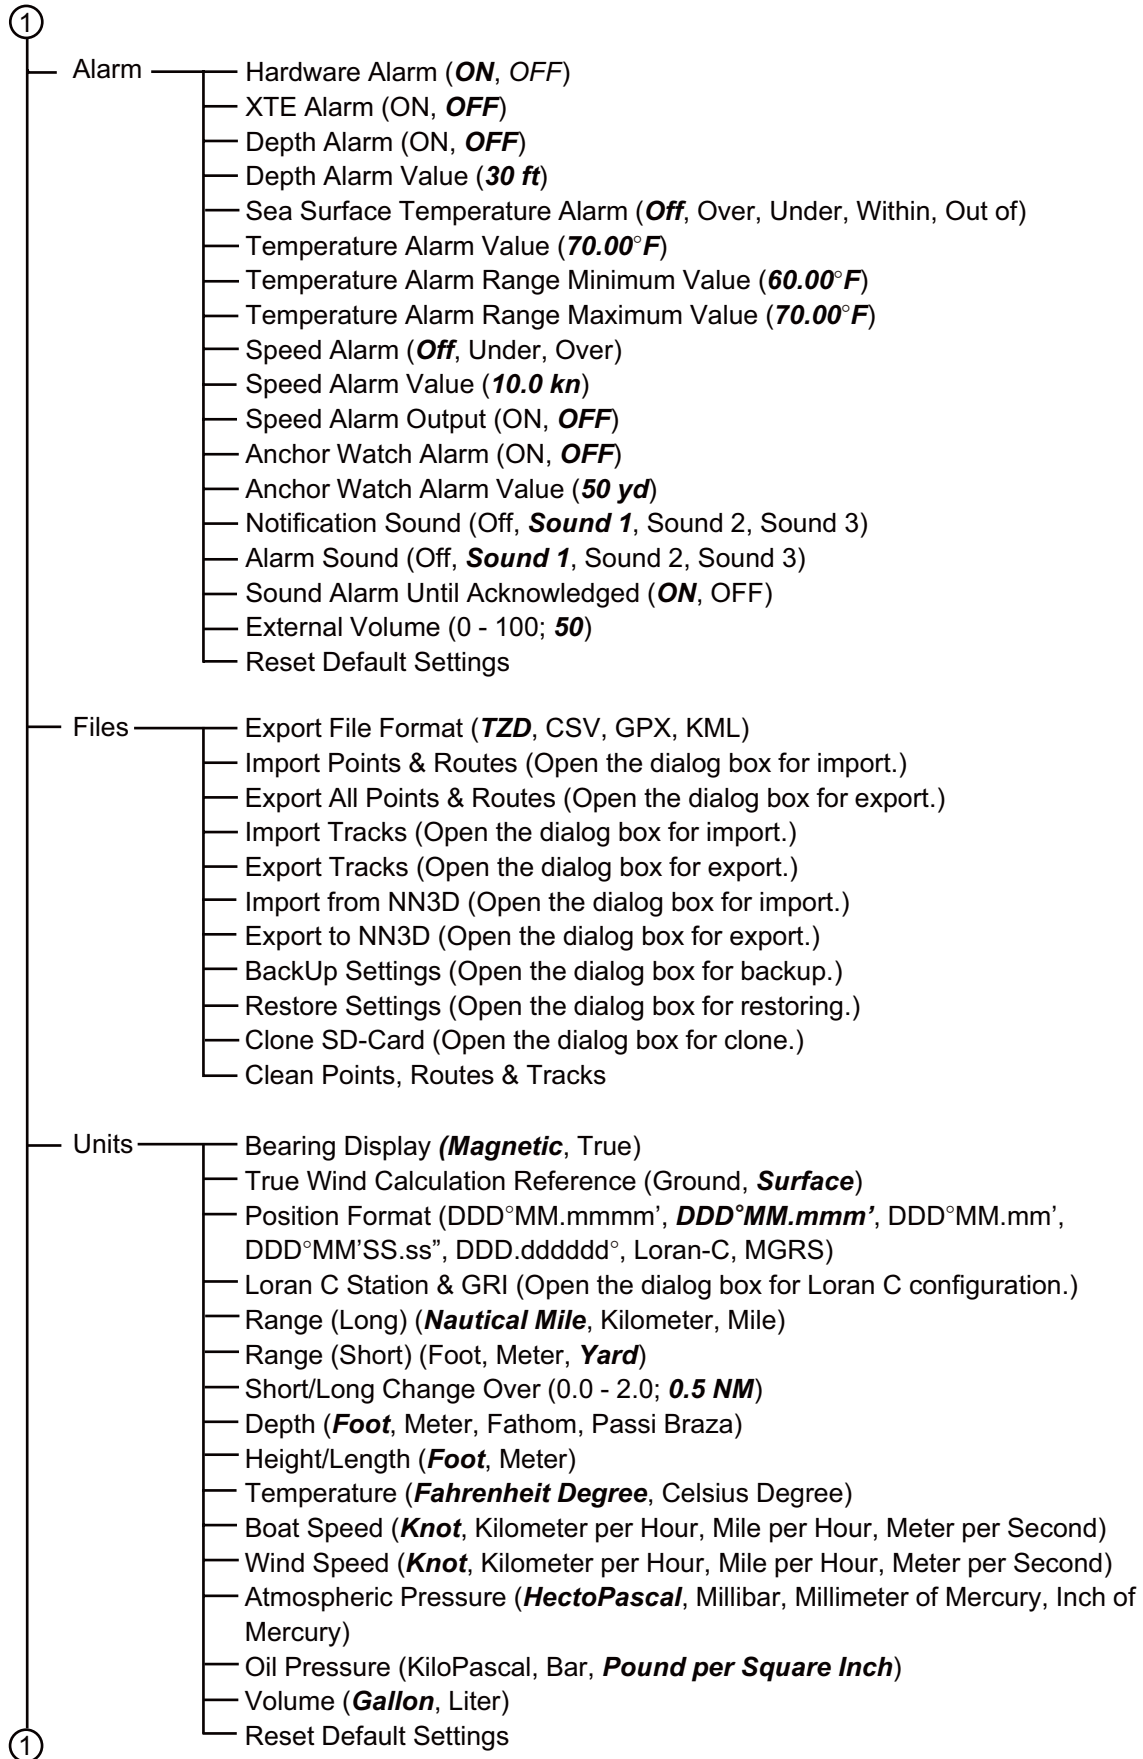 1
Alarm
Hardware Alarm (ON, OFF)
XTE Alarm (ON, OFF)
Depth Alarm (ON, OFF)
Depth Alarm Value (30 ft)
Sea Surface Temperature Alarm (Off, Over, Under, Within, Out of)
Temperature Alarm Value (70.00°F)
Temperature Alarm Range Minimum Value (60.00°F)
Temperature Alarm Range Maximum Value (70.00°F)
Speed Alarm (Off, Under, Over)
Speed Alarm Value (10.0 kn)
Speed Alarm Output (ON, OFF)
Anchor Watch Alarm (ON, OFF)
Anchor Watch Alarm Value (50 yd)
Notification Sound (Off, Sound 1, Sound 2, Sound 3)
Alarm Sound (Off, Sound 1, Sound 2, Sound 3)
Sound Alarm Until Acknowledged (ON, OFF)
External Volume (0 - 100; 50)
Reset Default Settings
Files
Export File Format (TZD, CSV, GPX, KML)
Import Points & Routes (Open the dialog box for import.)
Export All Points & Routes (Open the dialog box for export.)
Import Tracks (Open the dialog box for import.)
Export Tracks (Open the dialog box for export.)
Import from NN3D (Open the dialog box for import.)
Export to NN3D (Open the dialog box for export.)
BackUp Settings (Open the dialog box for backup.)
Restore Settings (Open the dialog box for restoring.)
Clone SD-Card (Open the dialog box for clone.)
Clean Points, Routes & Tracks
Units
Bearing Display (Magnetic, True)
True Wind Calculation Reference (Ground, Surface)
Position Format (DDD°MM.mmmm’, DDD°MM.mmm’, DDD°MM.mm’,
DDD°MM’SS.ss”, DDD.dddddd°, Loran-C, MGRS)
Loran C Station & GRI (Open the dialog box for Loran C configuration.)
Range (Long) (Nautical Mile, Kilometer, Mile)
Range (Short) (Foot, Meter, Yard)
Short/Long Change Over (0.0 - 2.0; 0.5 NM)
Depth (Foot, Meter, Fathom, Passi Braza)
Height/Length (Foot, Meter)
Temperature (Fahrenheit Degree, Celsius Degree)
Boat Speed (Knot, Kilometer per Hour, Mile per Hour, Meter per Second)
Wind Speed (Knot, Kilometer per Hour, Mile per Hour, Meter per Second)
Atmospheric Pressure (HectoPascal, Millibar, Millimeter of Mercury, Inch of
Mercury)
Oil Pressure (KiloPascal, Bar, Pound per Square Inch)
Volume (Gallon, Liter)
Reset Default Settings
1